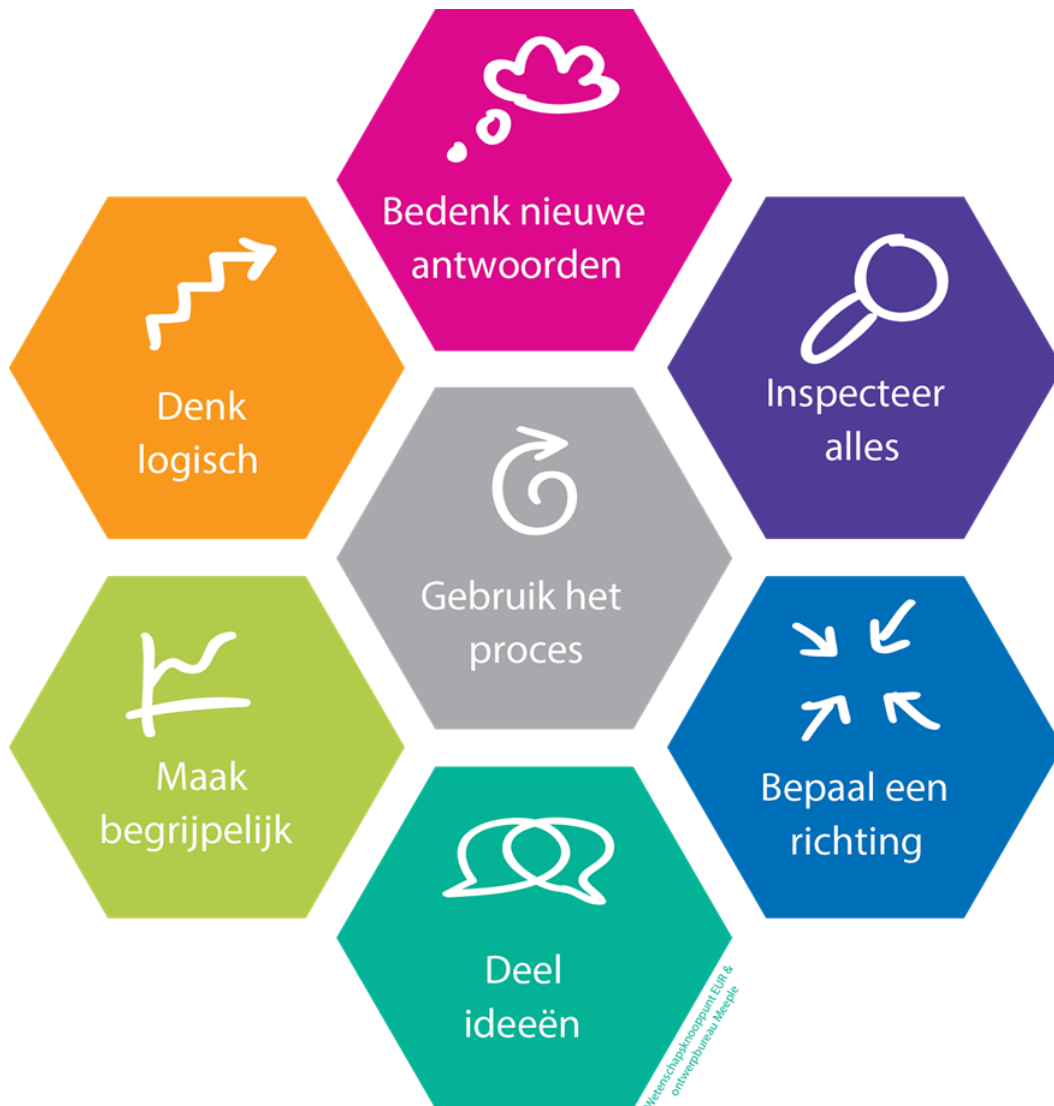 Bedenk nieuwe
antwoorden
Denk
logisch
Inspecteer
alles
Gebruik het
proces
Maak
begrijpelijk
Bepaal een
richting
Deel
ideeën
Wetenschapsknooppunt EUR &
ontwerpbureau Meeple